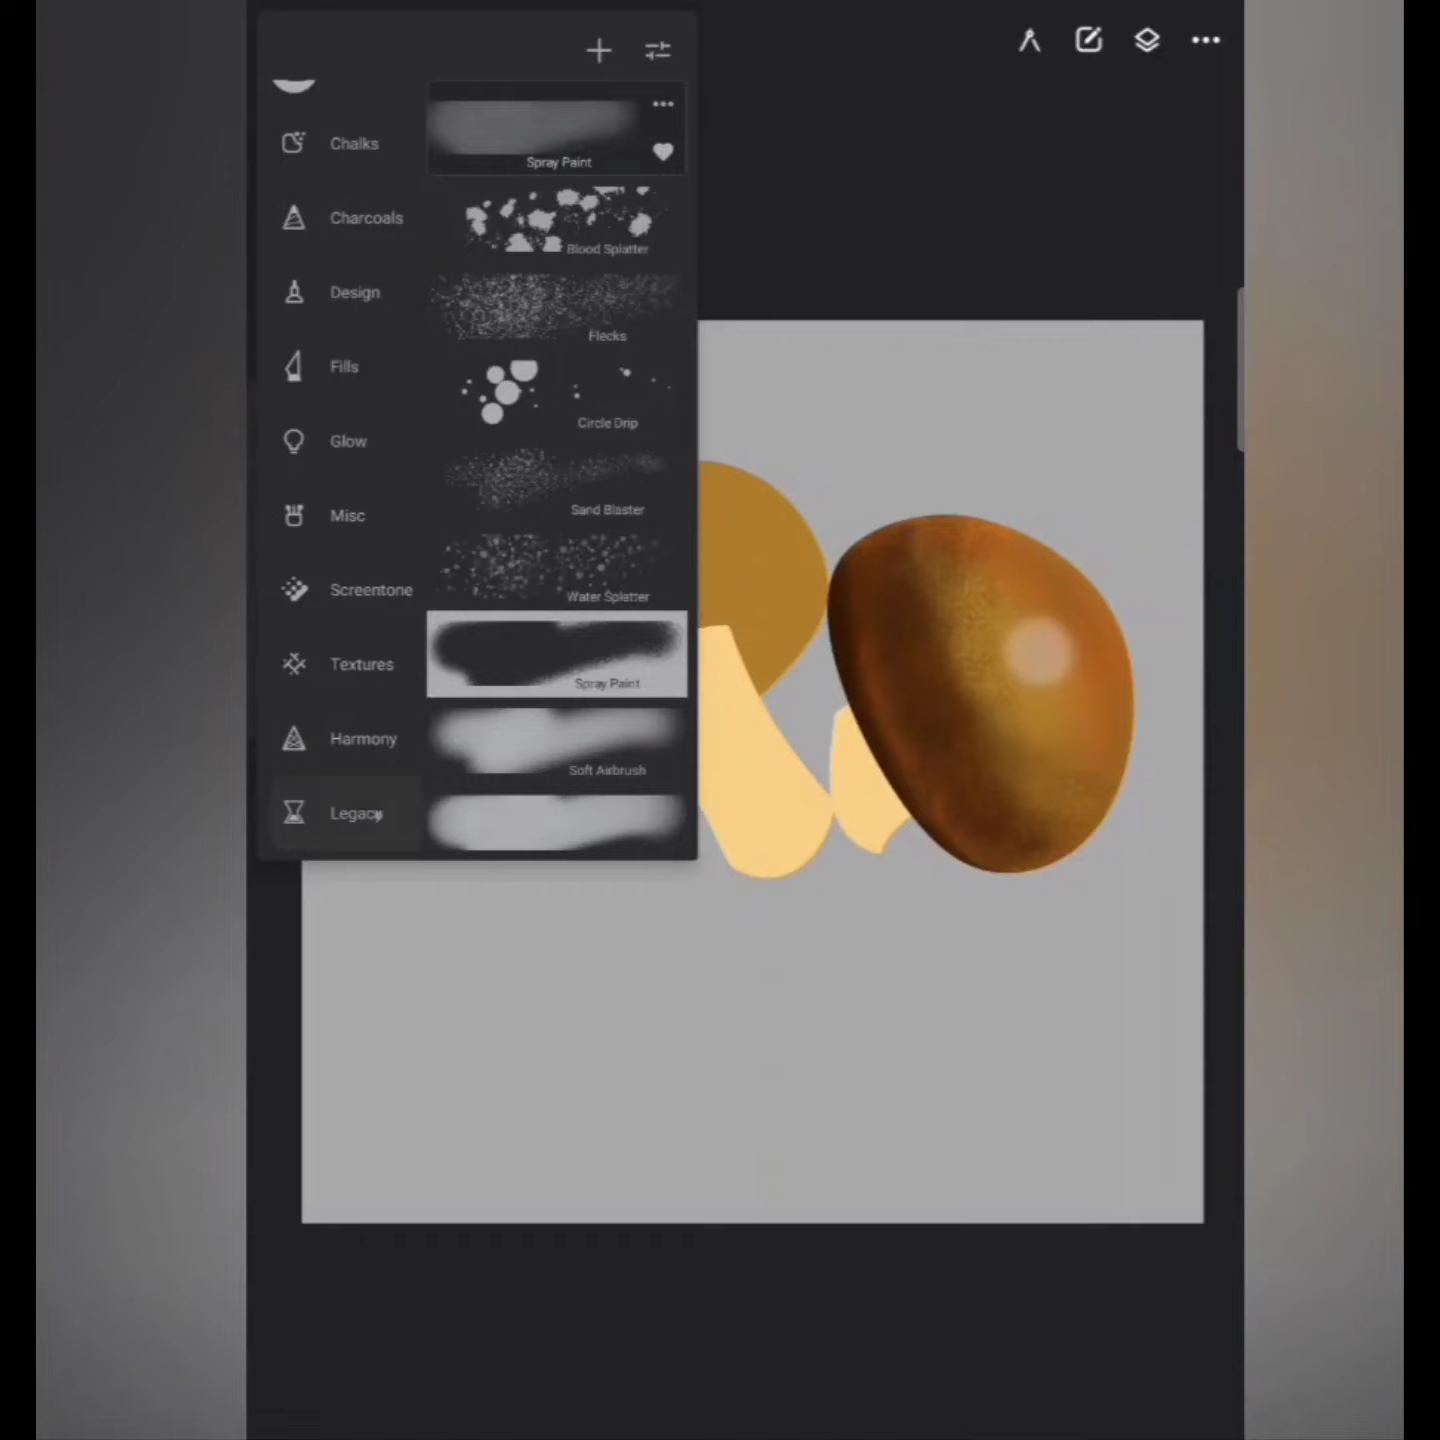 Chalks
Charcoals
Design
Fills
Glow
Misc
Screentone
Textures
Harmony
Legacy
Spray Paint
Blood Splatter
Flecks
Circle Drip
Sand Blaster
Water Splatter
Spray Paint
Soft Airbrush